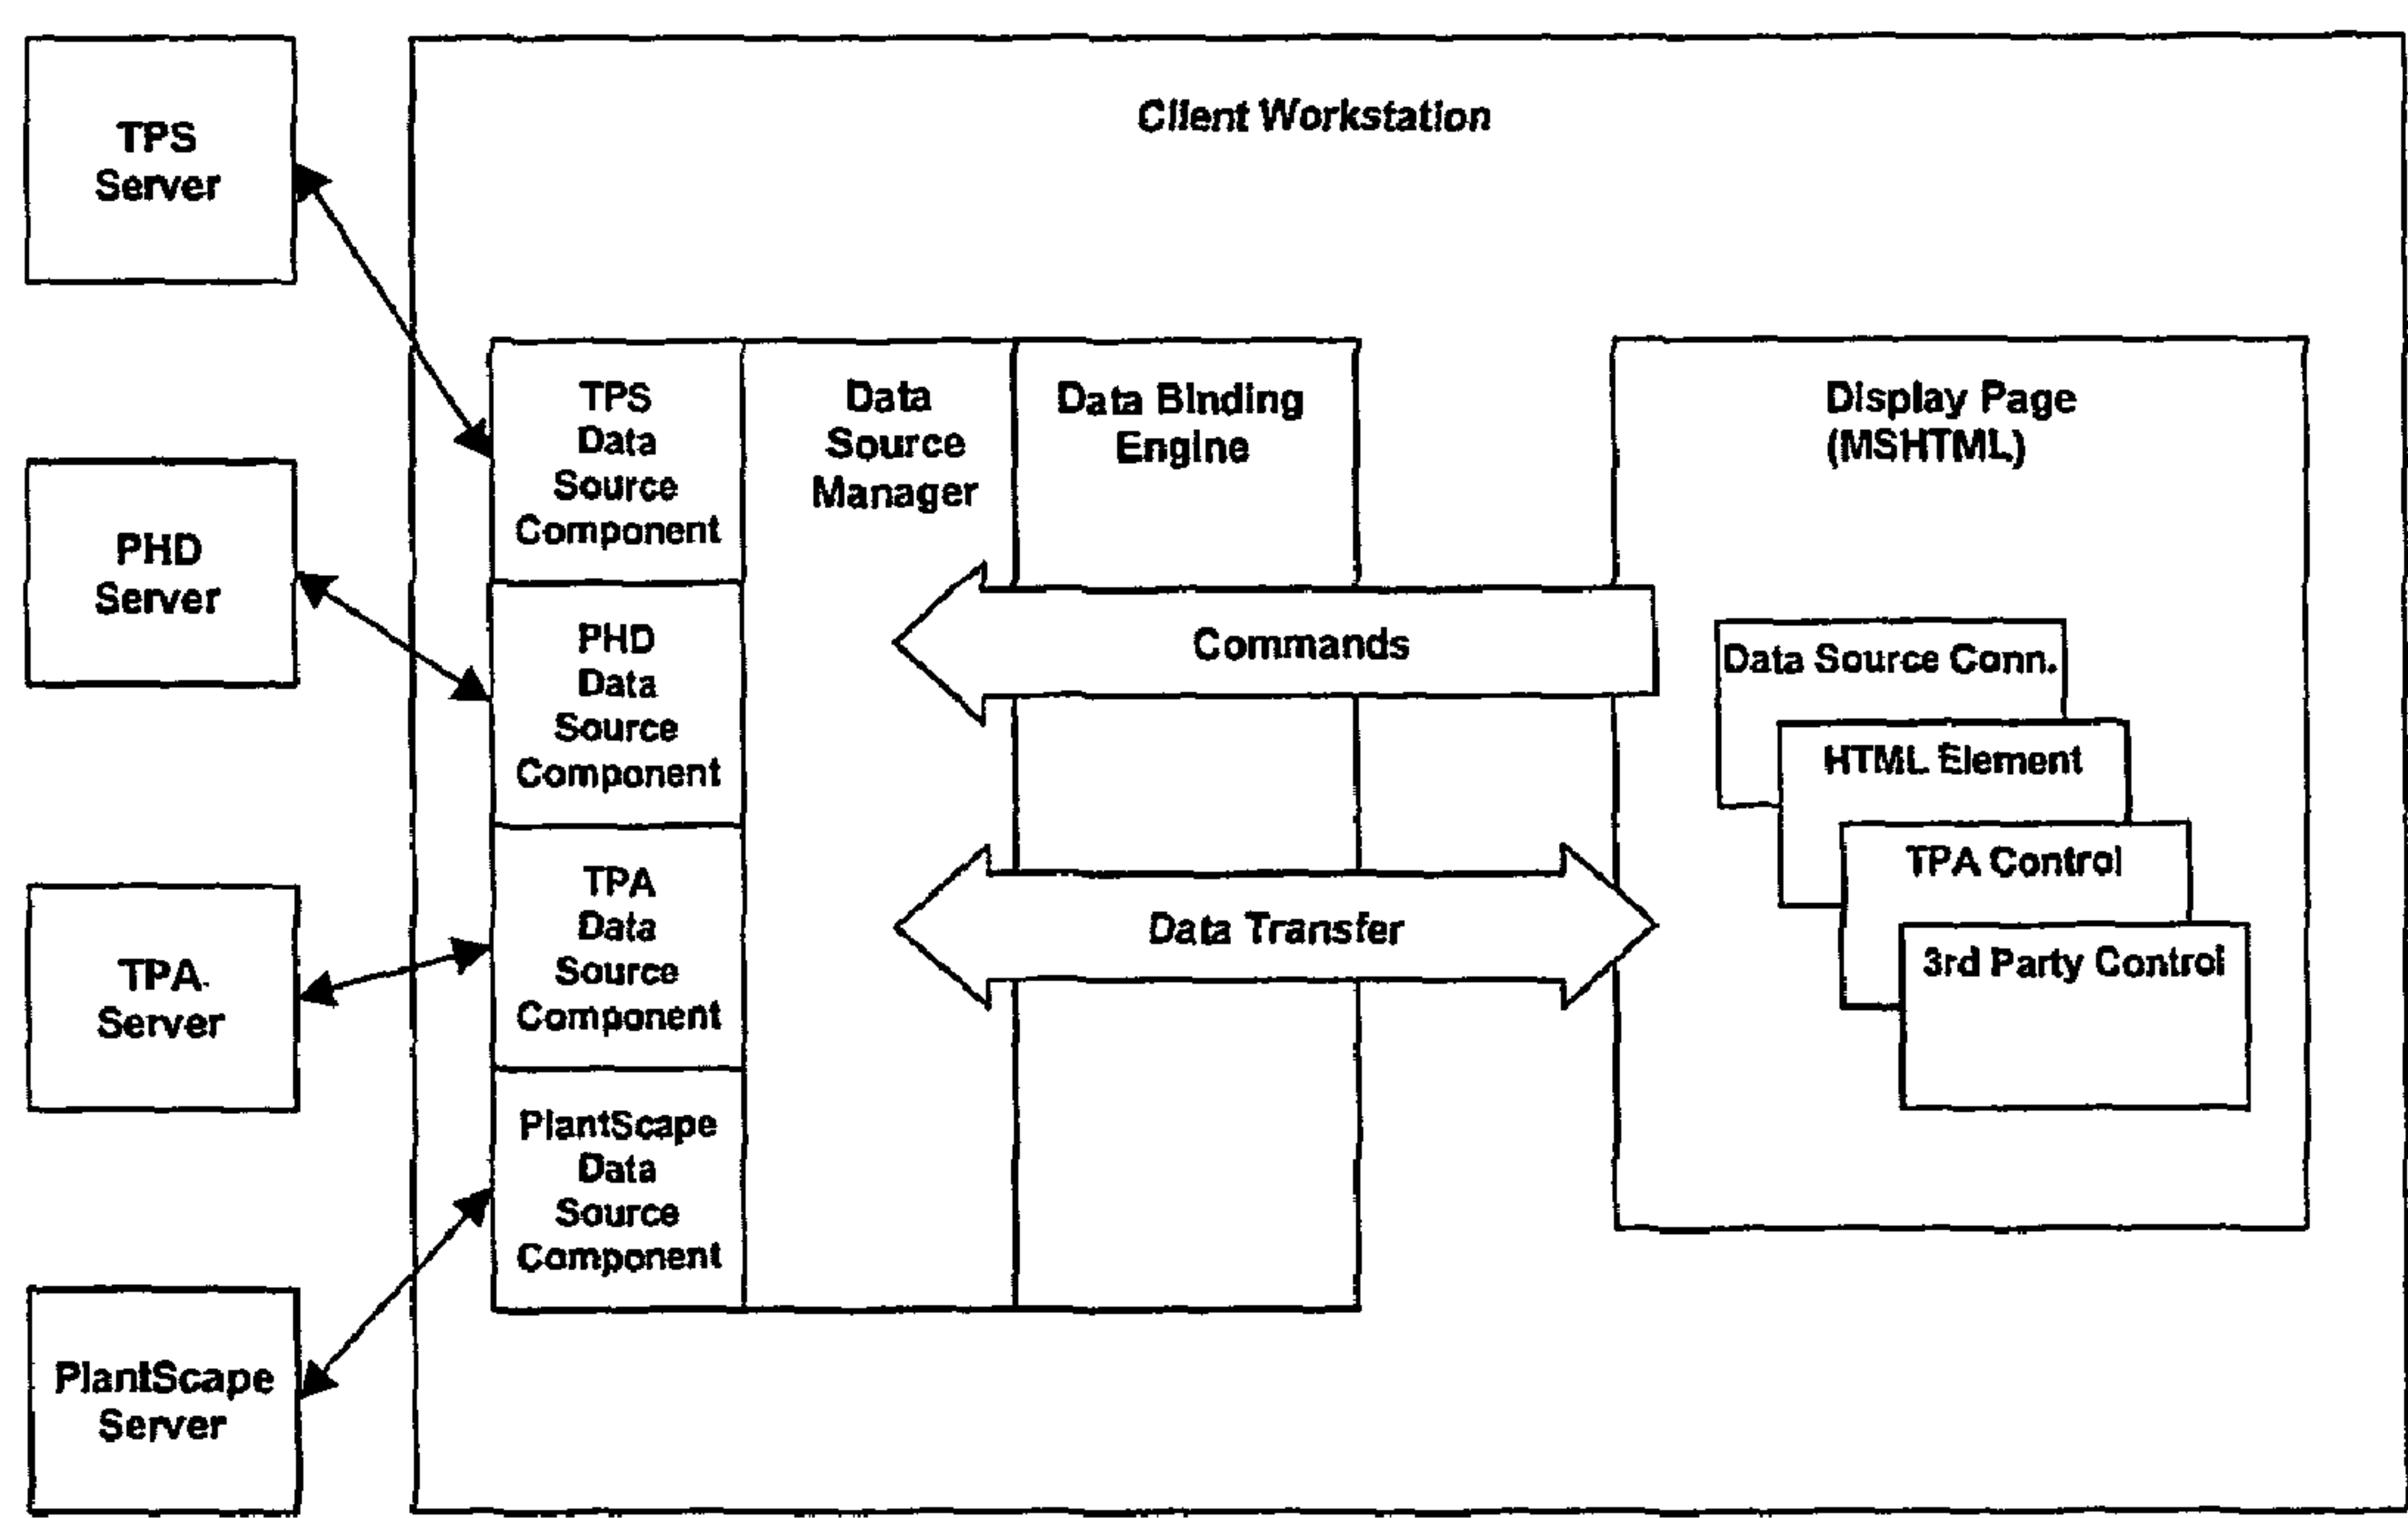 Client Workstation
TPS
Server
PHD
Server
TPA
Server
PlantScape
Server
TPS
Data
Source
Component
PHD
Data
Source
Component
TPA
Data
Source
Component
PlantScape
Data
Source
Component
Data
Source
Manager
Data Binding
Engine
Commands
Data Transfer
Display Page
(MSHTML)
Data Source Conn.
HTML Element
TPA Control
3rd Party Control